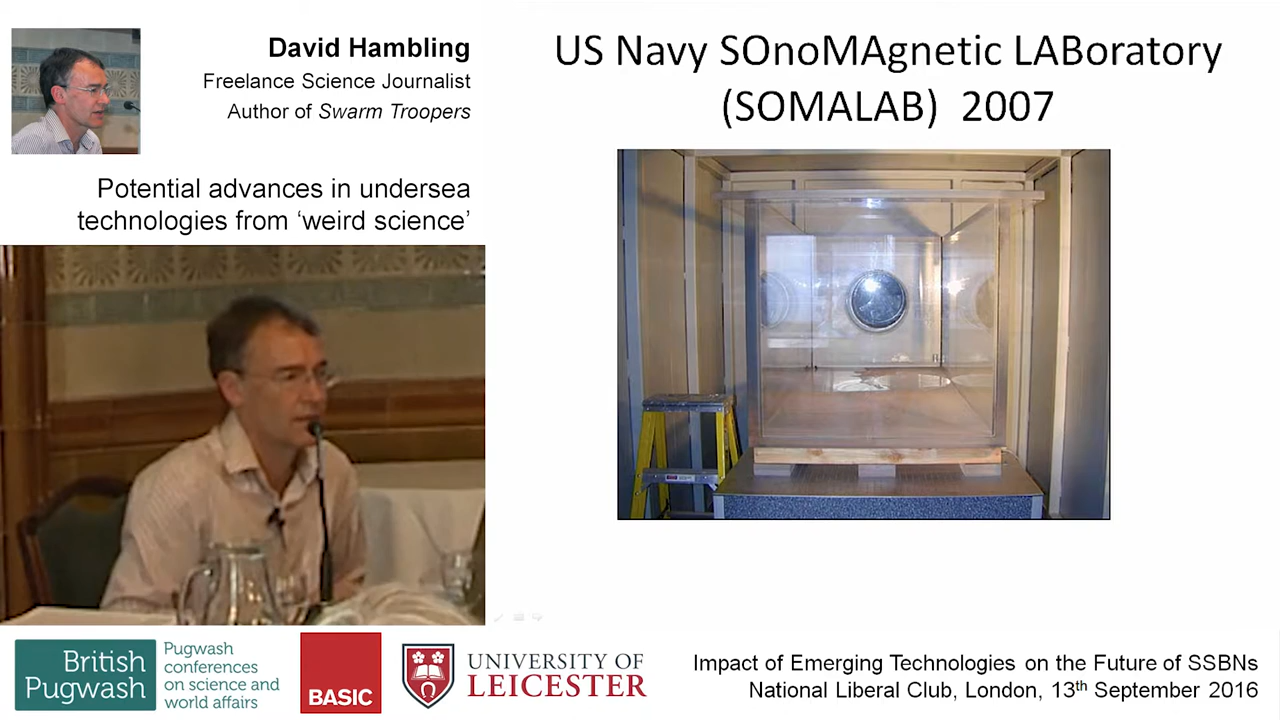 David Hambling
Freelance Science Journalist
Author of Swarm Troopers
Potential advances in undersea
technologies from ‘weird science’
US Navy SOnoMAgnetic LABoratory
(SOMALAB) 2007
British
Pugwash
Pugwash
conferences
on science and
world affairs
BASIC
UNIVERSITY OF
LEICESTER
Impact of Emerging Technologies on the Future of SSBNs
National Liberal Club, London, 13th September 2016